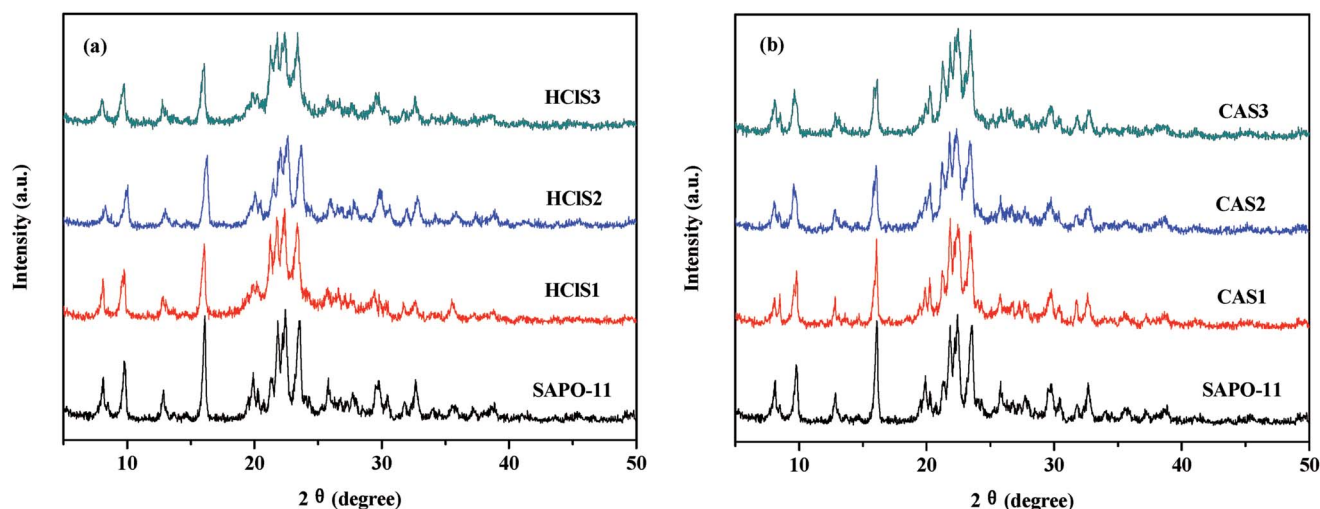 (a)
HClS3
HClS2
HClS1
SAPO-11
Intensity (a.u.)
10 20 30 40 50
2 θ (degree)
(b)
CAS3
CAS2
CAS1
SAPO-11
Intensity (a.u.)
10 20 30 40 50
2 θ (degree)